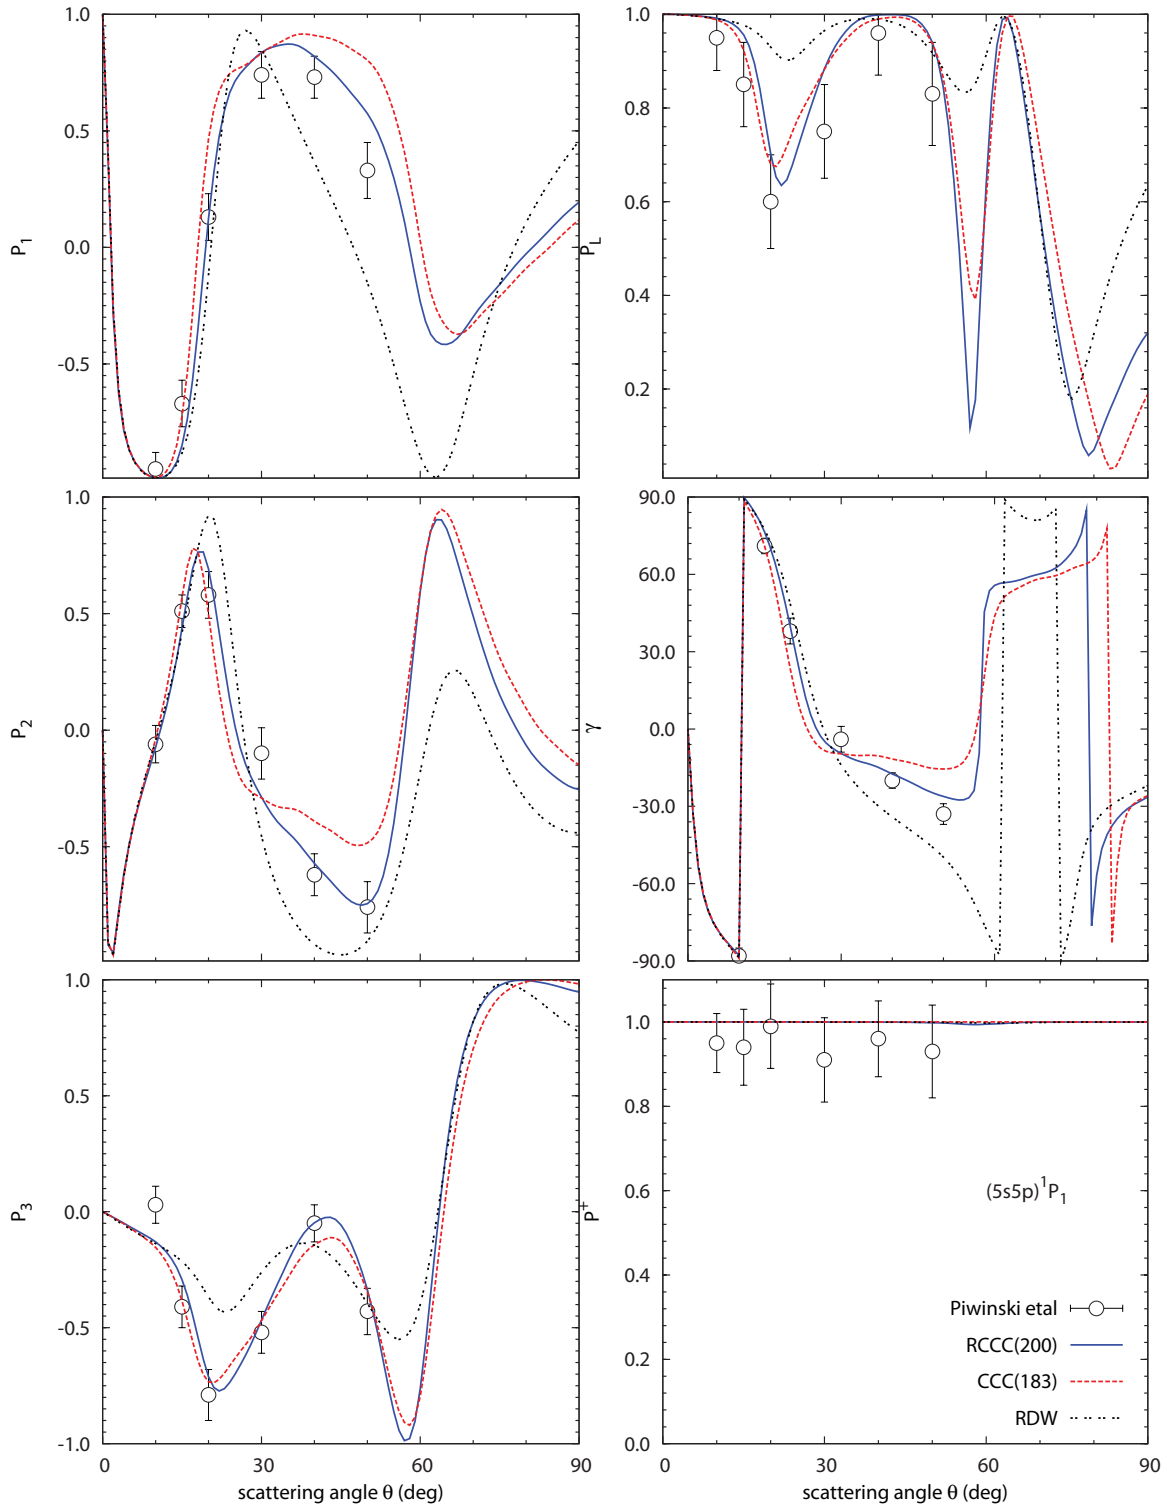 1.0
0.5
0.0
-0.5
P1
1.0
0.8
0.6
0.4
0.2
PL
1.0
0.5
0.0
-0.5
P2
90.0
60.0
30.0
0.0
-30.0
-60.0
-90.0
γ
1.0
0.5
0.0
-0.5
-1.0
P3
0 30 60 90
scattering angle θ (deg)
1.0
0.8
0.6
0.4
0.2
0.0
P+
(5s5p)1P1
Piwinski etal
RCCC(200)
CCC(183)
RDW
0 30 60 90
scattering angle θ (deg)